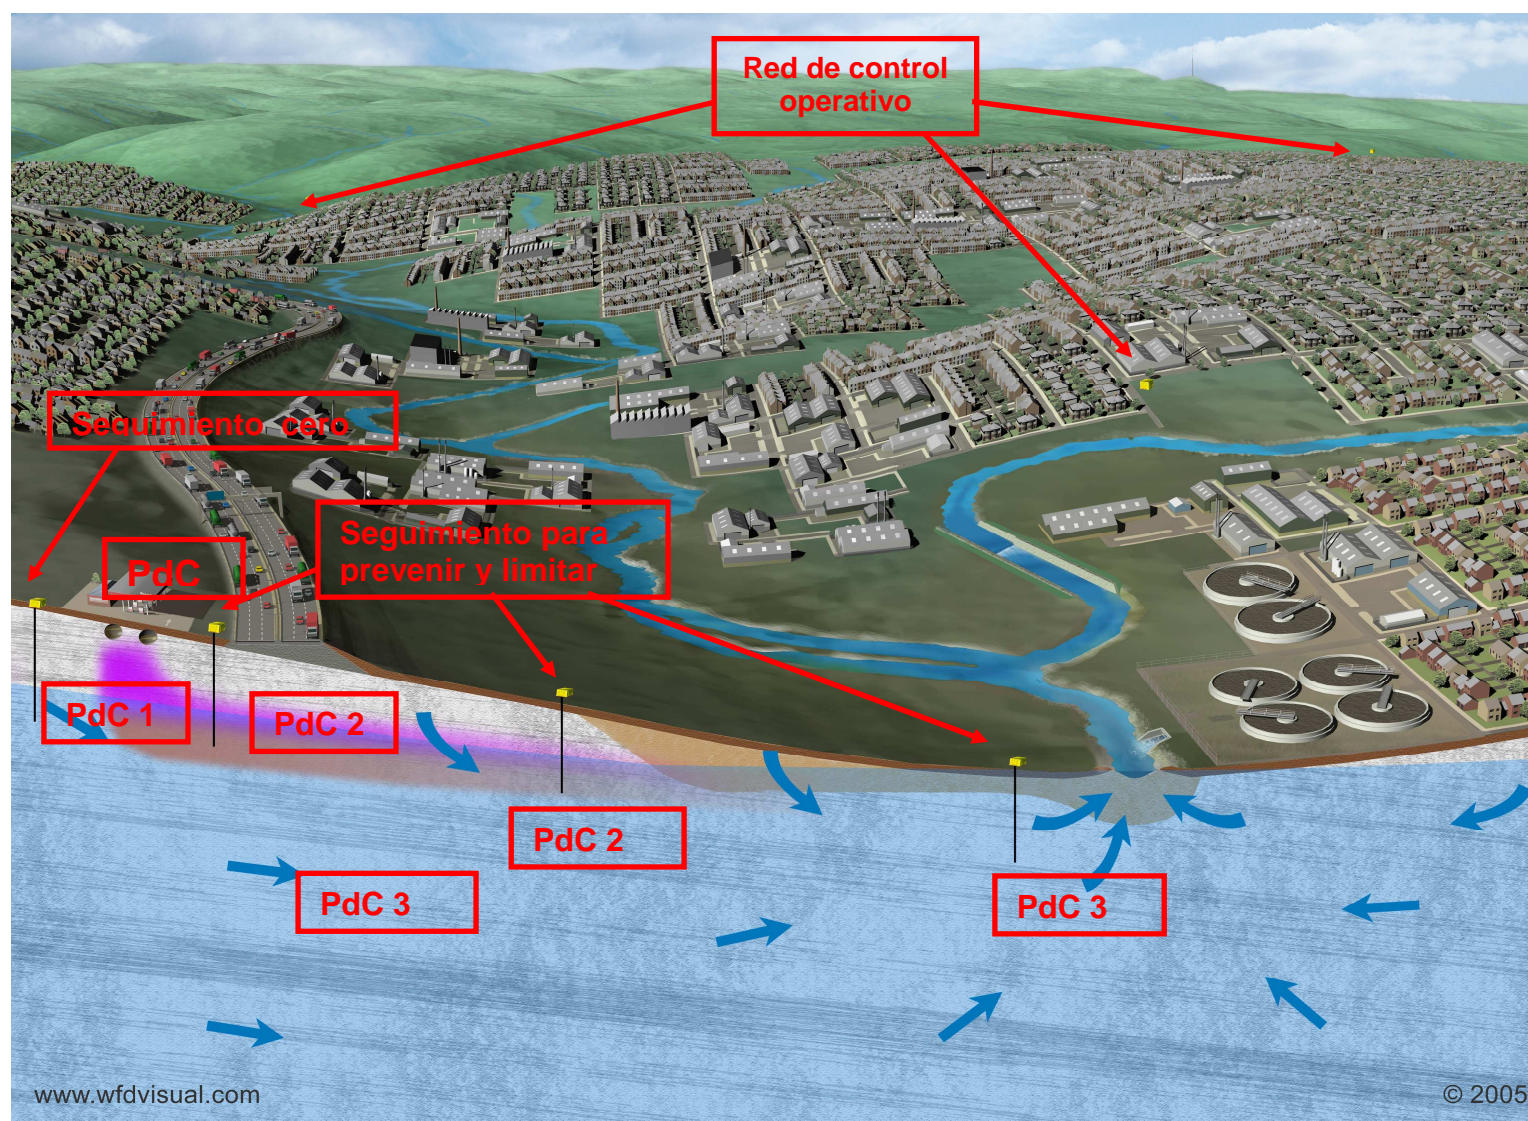 Red de control
operativo
Seguimiento cero
Seguimiento para
prevenir y limitar
PdC
PdC 1
PdC 2
PdC 2
PdC 3
PdC 3
www.wfdvisual.com
© 2005